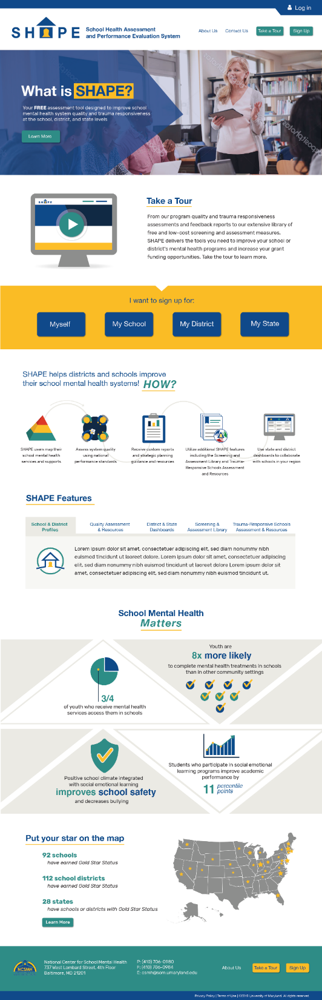 Log in
SHAPE
School Health Assessment
and Performance Evaluation System
About Us
Contact Us
Take a Tour
Sign Up
What is SHAPE?
Your FREE assessment tool designed to improve school
mental health system quality and trauma responsiveness
at the school, district, and state levels
Learn More
SHAPE
Take a Tour
From our program quality and trauma responsiveness
assessments and feedback reports to our extensive library of
free and low-cost screening and assessment measures,
SHAPE delivers the tools you need to improve your school or
district's mental health programs and increase your grant
funding opportunities. Take the tour to learn more.
I want to sign up for:
Myself
My School
My District
My State
SHAPE helps districts and schools improve
their school mental health systems! HOW?
SHAPE users map their
school mental health
services and supports
Assess system quality
using national
performance standards
Receive custom reports
and strategic planning
guidance and resources
Utilize additional SHAPE features
including the Screening and
Assessment Library and Trauma-
Responsive Schools Assessment
and Resources
Use state and district
dashboards to collaborate
with schools in your region
SHAPE Features
School & District
Profiles
Quality Assessment
& Resources
District & State
Dashboards
Screening &
Assessment Library
Trauma-Responsive Schools
Assessment & Resources
Lorem ipsum dolor sit amet, consectetuer adipiscing elit, sed diam nonummy nibh
euismod tincidunt ut laoreet dolore. Lorem ipsum dolor sit amet, consectetuer adipiscing
elit, sed diam nonummy nibh euismod tincidunt ut laoreet dolore Lorem ipsum dolor sit
amet, consectetuer adipiscing elit, sed diam nonummy nibh euismod tincidunt ut.
School Mental Health
Matters
3/4
of youth who receive mental health
services access them in schools
Youth are
8x more likely
to complete mental health treatments in schools
than in other community settings
Positive school climate integrated
with social emotional learning
improves school safety
and decreases bullying
Students who participate in social emotional
learning programs improve academic
performance by
11 percentile
points
Put your star on the map
92 schools
have earned Gold Star Status
112 school districts
have earned Gold Star Status
28 states
have schools or districts with Gold Star Status
Learn More
NCSMH
National Center for School Mental Health
737 West Lombard Street, 4th Floor
Baltimore, MD 21201
P: (410) 706-0980
F: (410) 706-0984
E: csmh@som.umaryland.edu
About Us
Take a Tour
Sign Up
Privacy Policy | Terms of Use | ©2019 University of Maryland. All rights reserved